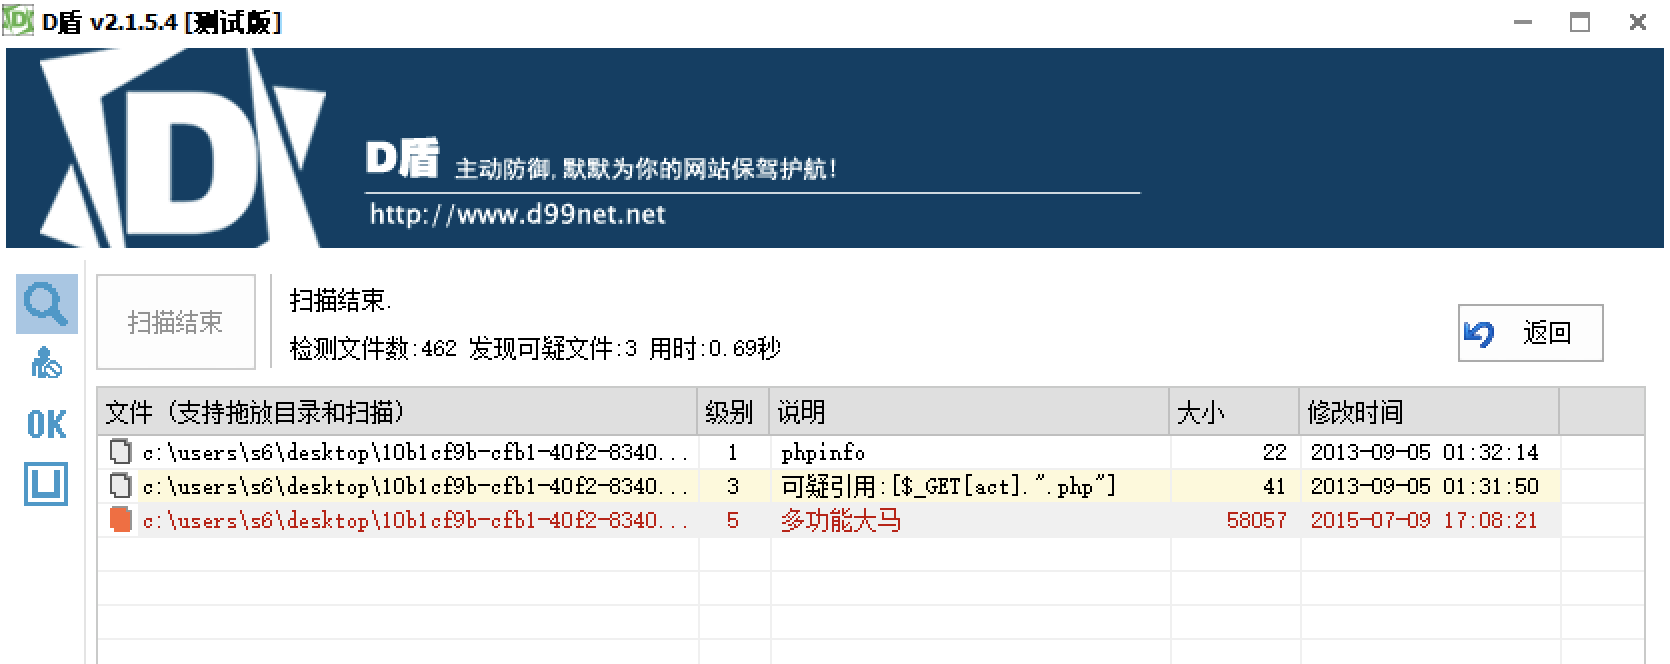 D盾 v2.1.5.4 [测试版]
D盾 主动防御,默默为你的网站保驾护航!
http://www.d99net.net
扫描结束
扫描结束.
检测文件数:462 发现可疑文件:3 用时:0.69秒
返回
OK
文件 (支持拖放目录和扫描) 级别 说明 大小 修改时间
c:\users\s6\desktop\10b1cf9b-cfb1-40f2-8340... 1 phpinfo 22 2013-09-05 01:32:14
c:\users\s6\desktop\10b1cf9b-cfb1-40f2-8340... 3 可疑引用:[$_GET[act].".php"] 41 2013-09-05 01:31:50
c:\users\s6\desktop\10b1cf9b-cfb1-40f2-8340... 5 多功能大马 58057 2015-07-09 17:08:21